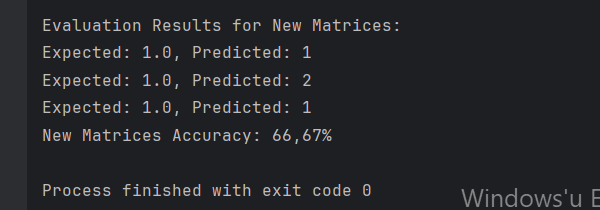 Evaluation Results for New Matrices:
Expected: 1.0, Predicted: 1
Expected: 1.0, Predicted: 2
Expected: 1.0, Predicted: 1
New Matrices Accuracy: 66,67%
Process finished with exit code 0
Windows'u E